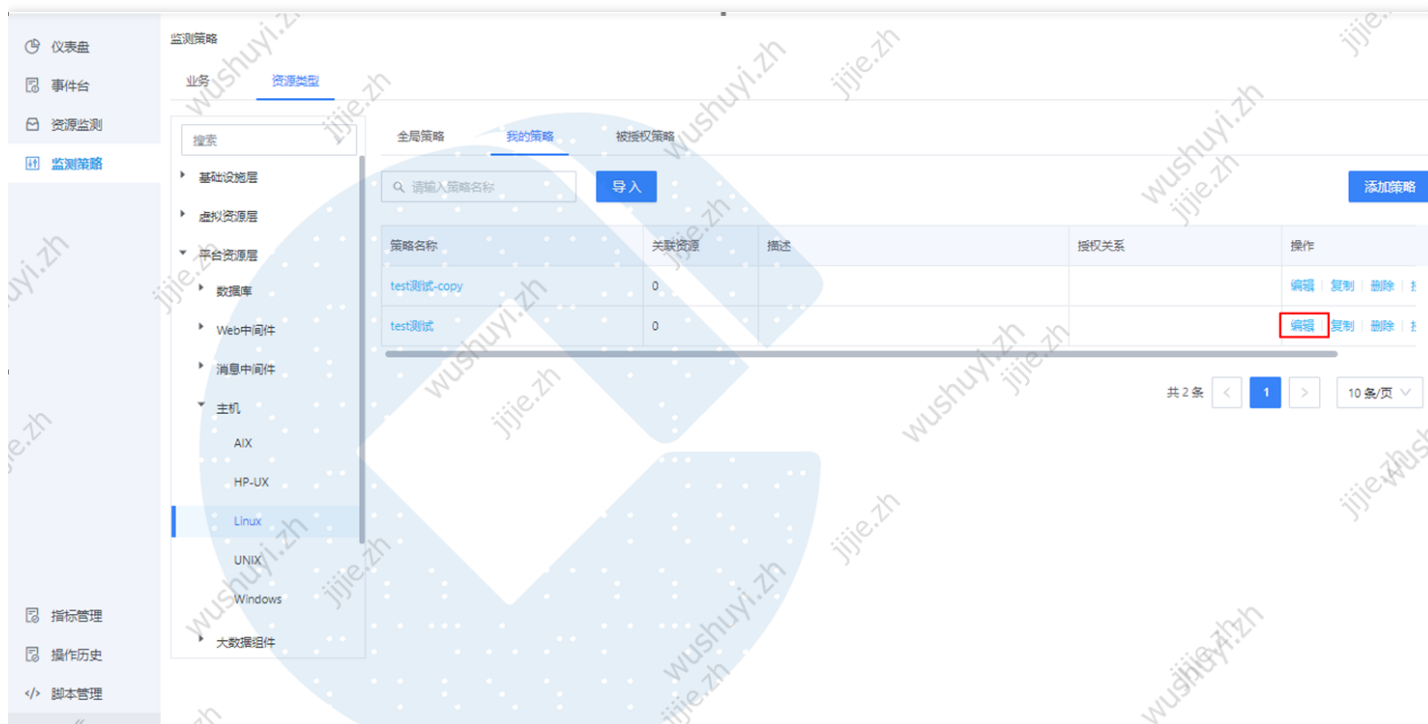 仪表盘
事件台
资源监测
监测策略
指标管理
操作历史
脚本管理
监测策略
业务 资源类型
搜索
基础设施层
虚拟资源层
平台资源层
数据库
Web中间件
消息中间件
主机
AIX
HP-UX
Linux
UNIX
Windows
大数据组件
全局策略 我的策略 被授权策略
请输入策略名称 导入 添加策略
策略名称 关联资源 描述 授权关系 操作
test测试-copy 0 编辑 复制 删除
test测试 0 编辑 复制 删除
共 2 条 < 1 > 10 条/页
wushuyi.zh
jijie.zh